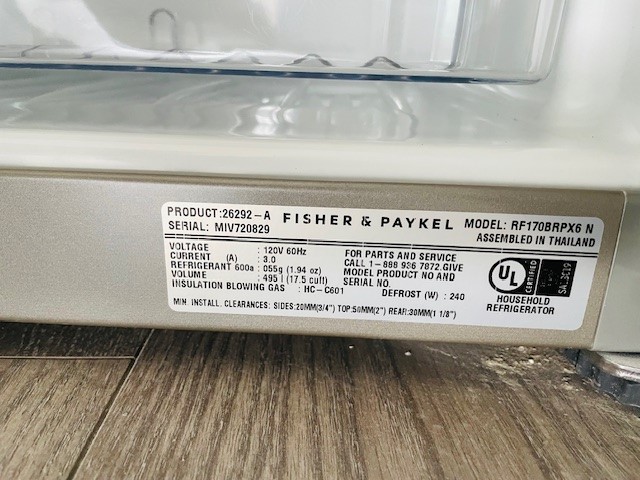 PRODUCT:26292-A FISHER & PAYKEL MODEL: RF170BRPX6 N
SERIAL: MIV720829 ASSEMBLED IN THAILAND
VOLTAGE : 120V 60Hz
CURRENT (A) : 3.0
REFRIGERANT 600a : 055g (1.94 oz)
VOLUME : 495 l (17.5 cuft)
INSULATION BLOWING GAS : HC-C601
FOR PARTS AND SERVICE
CALL 1-888 936 7872.GIVE
MODEL PRODUCT NO AND
SERIAL NO.
DEFROST (W) : 240
UL
CERTIFIED
SA13E19
HOUSEHOLD
REFRIGERATOR
MIN. INSTALL. CLEARANCES: SIDES:20MM(3/4") TOP:50MM(2") REAR:30MM(1 1/8")